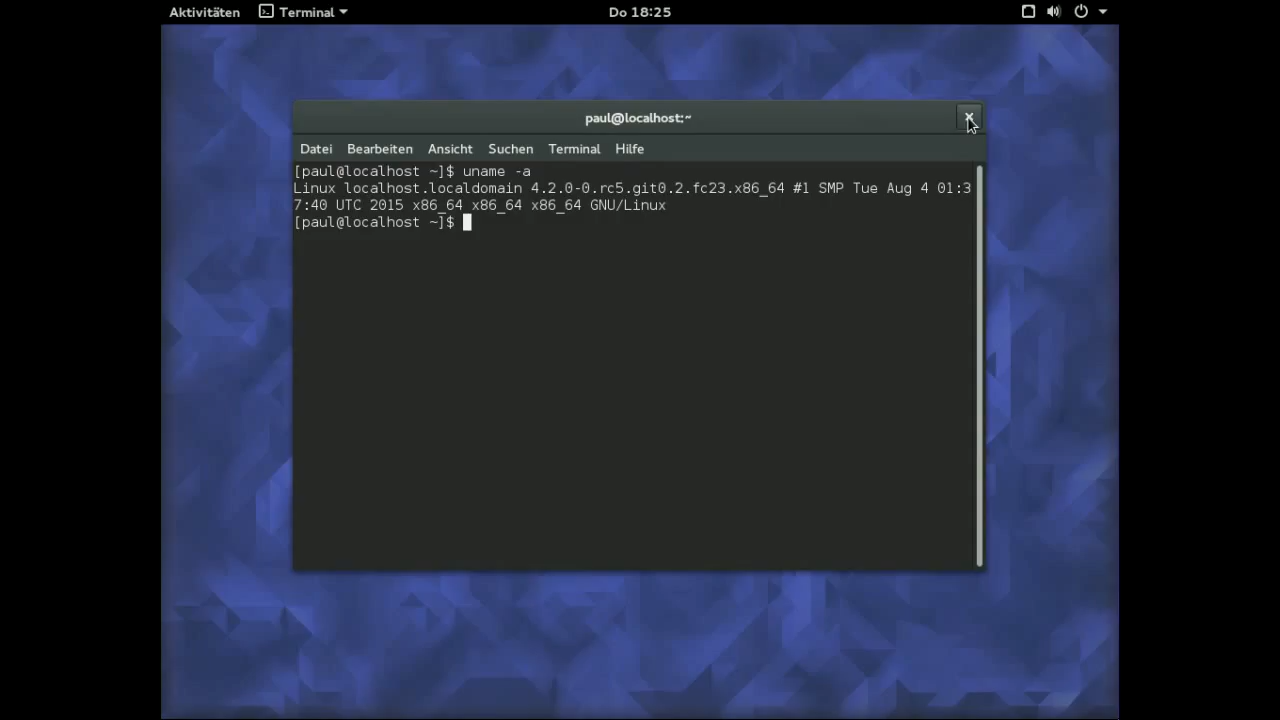 Aktivitäten Terminal Do 18:25
paul@localhost:~
Datei Bearbeiten Ansicht Suchen Terminal Hilfe
[paul@localhost ~]$ uname -a
Linux localhost.localdomain 4.2.0-0.rc5.git0.2.fc23.x86_64 #1 SMP Tue Aug 4 01:3
7:40 UTC 2015 x86_64 x86_64 x86_64 GNU/Linux
[paul@localhost ~]$